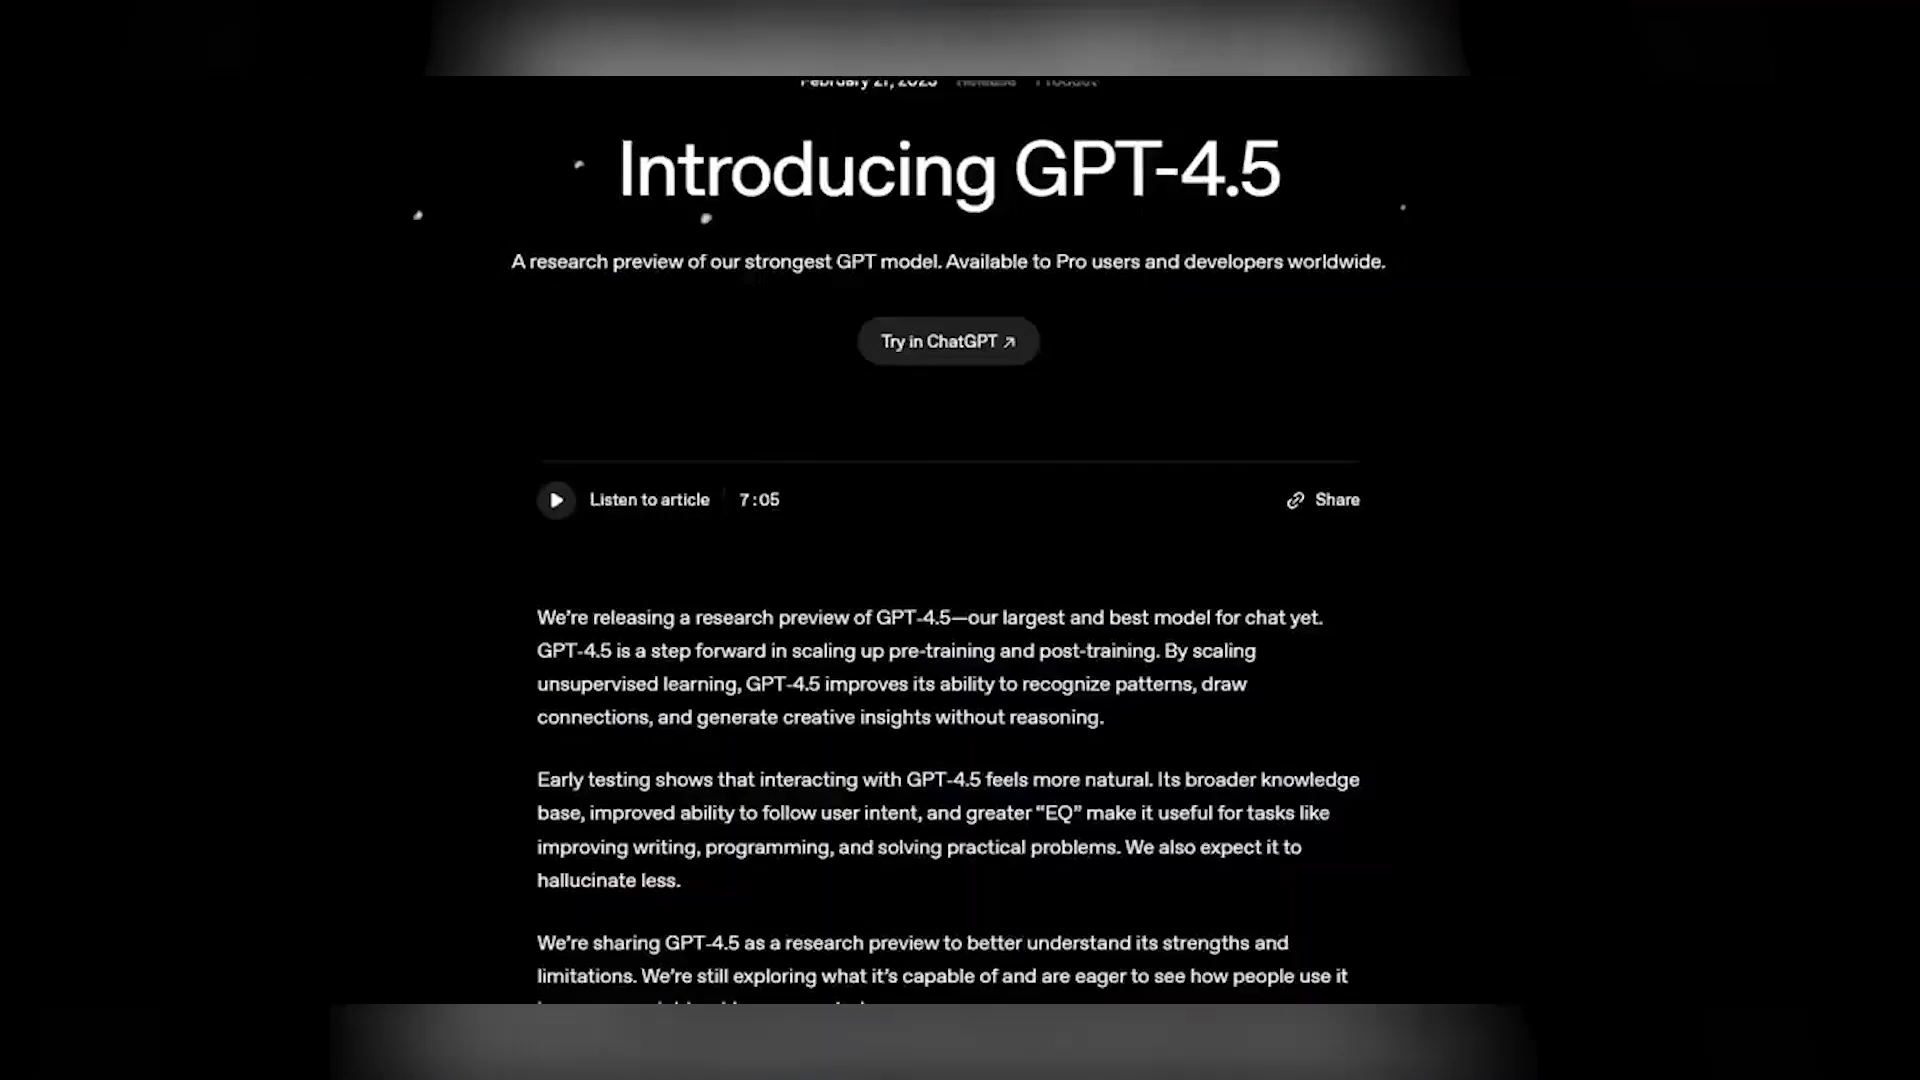 February 27, 2025 Release Product
Introducing GPT-4.5
A research preview of our strongest GPT model. Available to Pro users and developers worldwide.
Try in ChatGPT ↗
Listen to article 7:05
Share
We’re releasing a research preview of GPT-4.5—our largest and best model for chat yet.
GPT-4.5 is a step forward in scaling up pre-training and post-training. By scaling
unsupervised learning, GPT-4.5 improves its ability to recognize patterns, draw
connections, and generate creative insights without reasoning.
Early testing shows that interacting with GPT-4.5 feels more natural. Its broader knowledge
base, improved ability to follow user intent, and greater “EQ” make it useful for tasks like
improving writing, programming, and solving practical problems. We also expect it to
hallucinate less.
We’re sharing GPT-4.5 as a research preview to better understand its strengths and
limitations. We’re still exploring what it’s capable of and are eager to see how people use it